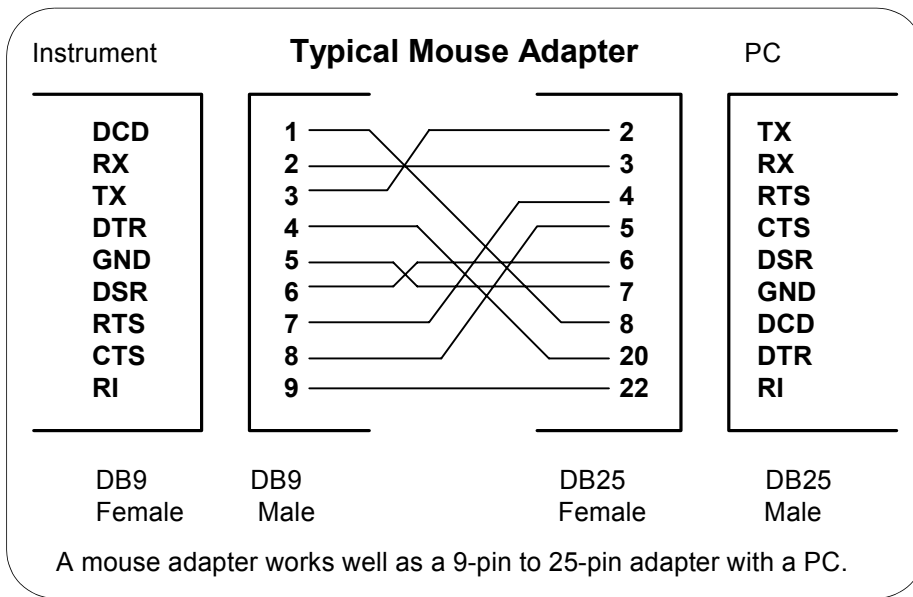 Instrument Typical Mouse Adapter PC
DCD 1 2 TX
RX 2 3 RX
TX 3 4 RTS
DTR 4 5 CTS
GND 5 6 DSR
DSR 6 7 GND
RTS 7 8 DCD
CTS 8 20 DTR
RI 9 22 RI
DB9 DB9 DB25 DB25
Female Male Female Male
A mouse adapter works well as a 9-pin to 25-pin adapter with a PC.